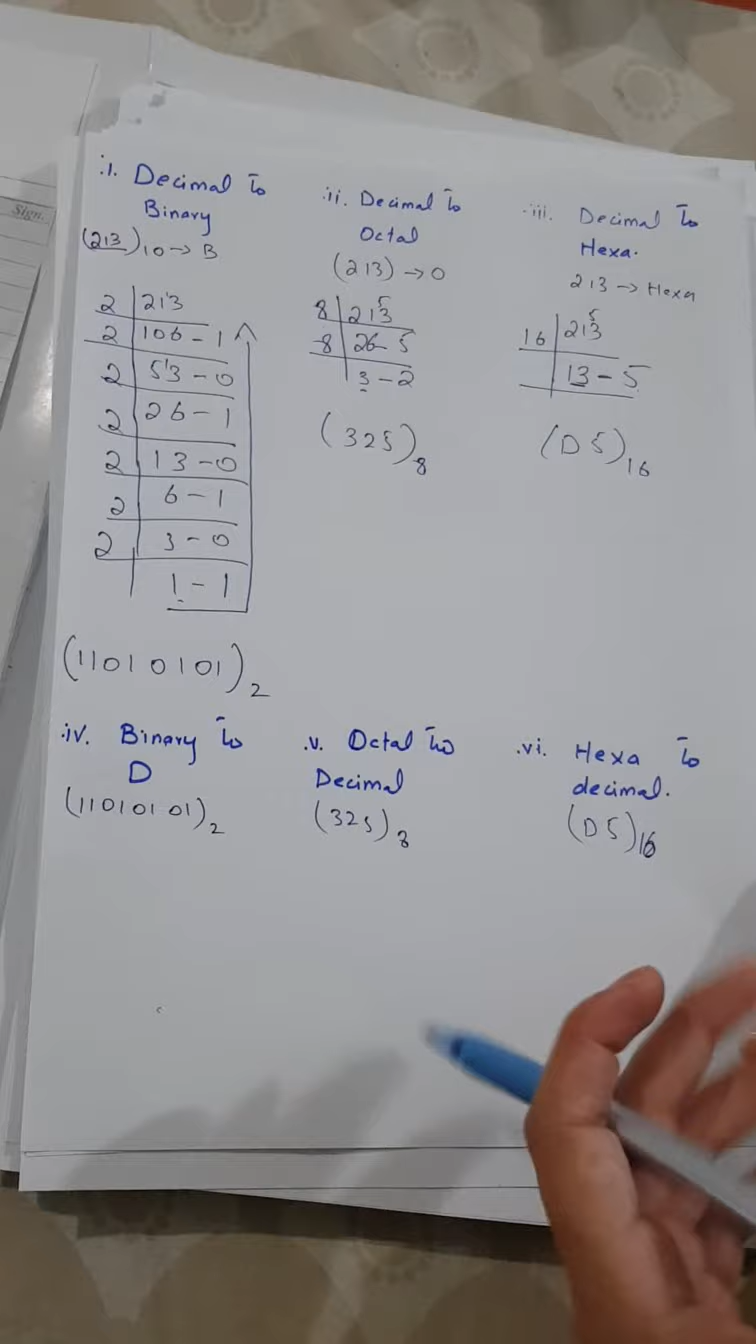 Sign.
i. Decimal to
Binary
(213)10 → B
2 213
2 106 - 1
2 53 - 0
2 26 - 1
2 13 - 0
2 6 - 1
2 3 - 0
1 - 1
(11010101)2
ii. Decimal to
Octal
(213) → O
8 213
8 26 - 5
3 - 2
(325)8
iii. Decimal to
Hexa.
213 → Hexa
16 213
13 - 5
(D5)16
iv. Binary to
D
(11010101)2
v. Octal to
Decimal
(325)8
vi. Hexa to
decimal.
(D5)16